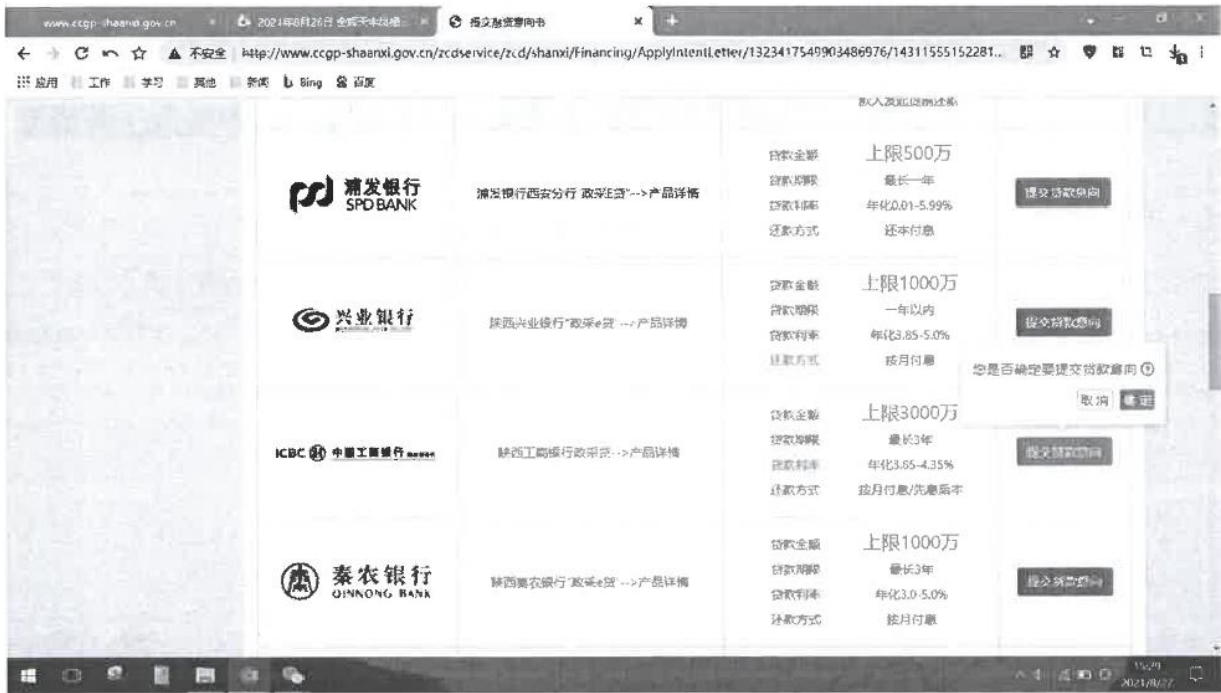 www.ccgp-shaanxi.gov.cn
提交融资意向书
不安全 http://www.ccgp-shaanxi.gov.cn/zcdservice/zcd/shanxi/Financing/ApplyIntentLetter/1323417549903486976/14311555152281...
应用 工作 学习 其他 新闻 Bing 百度
浦发银行
SPD BANK
浦发银行西安分行"政采E贷"-->产品详情
贷款金额 上限500万
贷款期限 最长一年
贷款利率 年化0.01-5.99%
还款方式 还本付息
提交贷款意向
兴业银行
陕西兴业银行"政采e贷"-->产品详情
贷款金额 上限1000万
贷款期限 一年以内
贷款利率 年化3.85-5.0%
还款方式 按月付息
提交贷款意向
您是否确定要提交贷款意向
取消 确定
ICBC 中国工商银行
陕西工商银行政采贷-->产品详情
贷款金额 上限3000万
贷款期限 最长3年
贷款利率 年化3.65-4.35%
还款方式 按月付息/先息后本
提交贷款意向
秦农银行
QINNONG BANK
陕西秦农银行"政采e贷"-->产品详情
贷款金额 上限1000万
贷款期限 最长3年
贷款利率 年化3.0-5.0%
还款方式 按月付息
提交贷款意向
15:29
2021/8/27